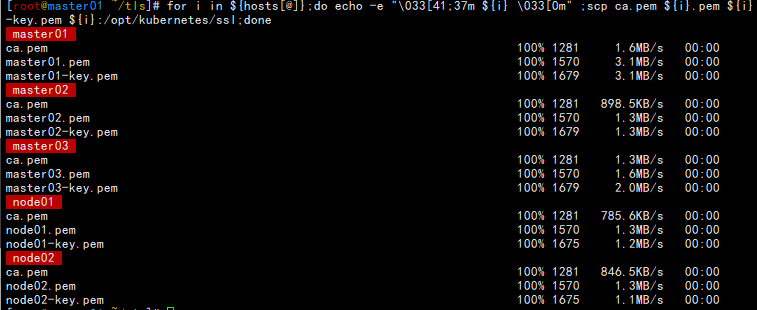 [root@master01 ~/tls]# for i in ${hosts[@]};do echo -e "\033[41;37m ${i} \033[0m" ;scp ca.pem ${i}.pem ${i}
-key.pem ${i}:/opt/kubernetes/ssl;done
master01
ca.pem 100% 1281 1.6MB/s 00:00
master01.pem 100% 1570 3.1MB/s 00:00
master01-key.pem 100% 1679 3.1MB/s 00:00
master02
ca.pem 100% 1281 898.5KB/s 00:00
master02.pem 100% 1570 1.3MB/s 00:00
master02-key.pem 100% 1679 1.3MB/s 00:00
master03
ca.pem 100% 1281 1.3MB/s 00:00
master03.pem 100% 1570 1.6MB/s 00:00
master03-key.pem 100% 1679 2.0MB/s 00:00
node01
ca.pem 100% 1281 785.6KB/s 00:00
node01.pem 100% 1570 1.3MB/s 00:00
node01-key.pem 100% 1675 1.2MB/s 00:00
node02
ca.pem 100% 1281 846.5KB/s 00:00
node02.pem 100% 1570 1.3MB/s 00:00
node02-key.pem 100% 1675 1.1MB/s 00:00